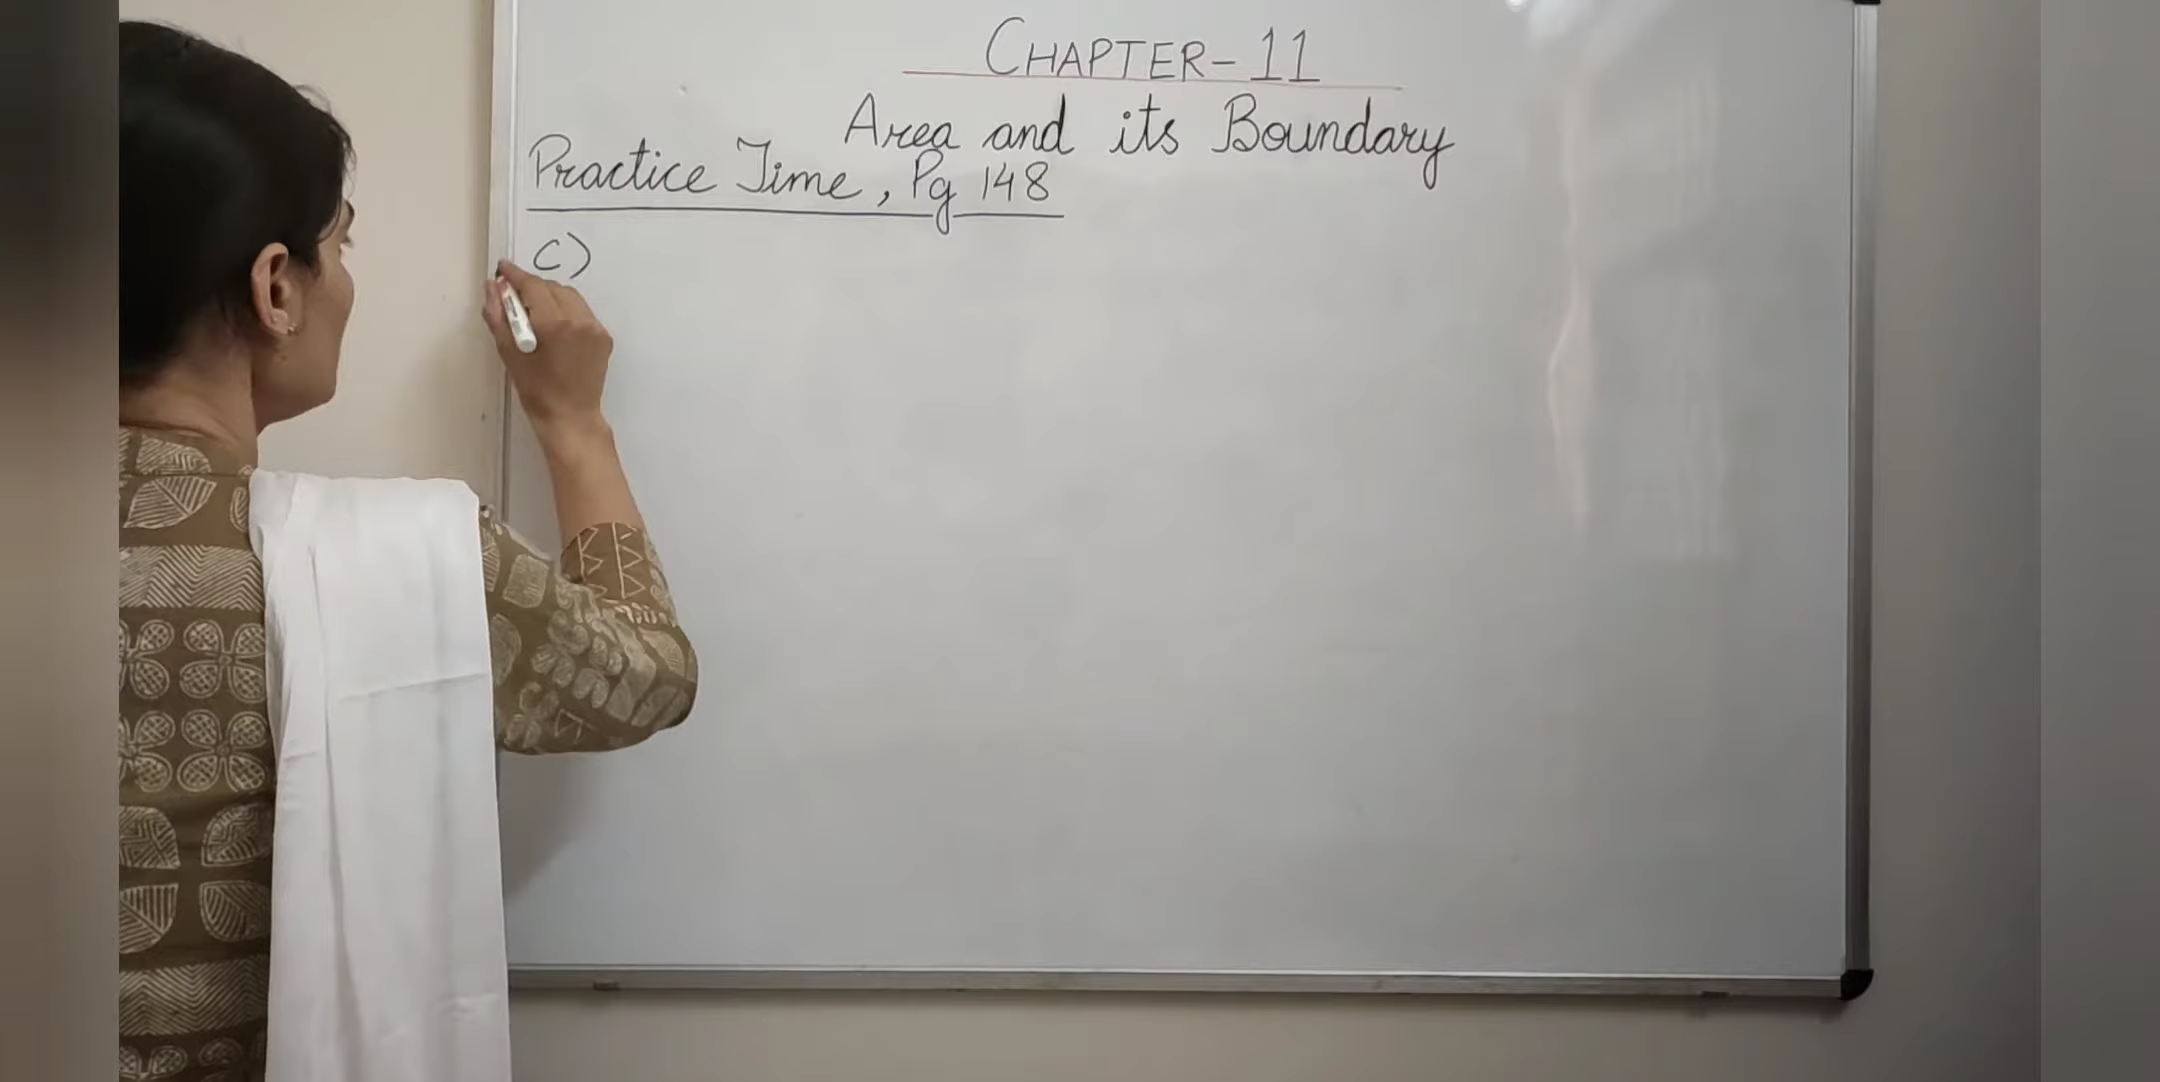 CHAPTER-11
Area and its Boundary
Practice Time, Pg 148
C)